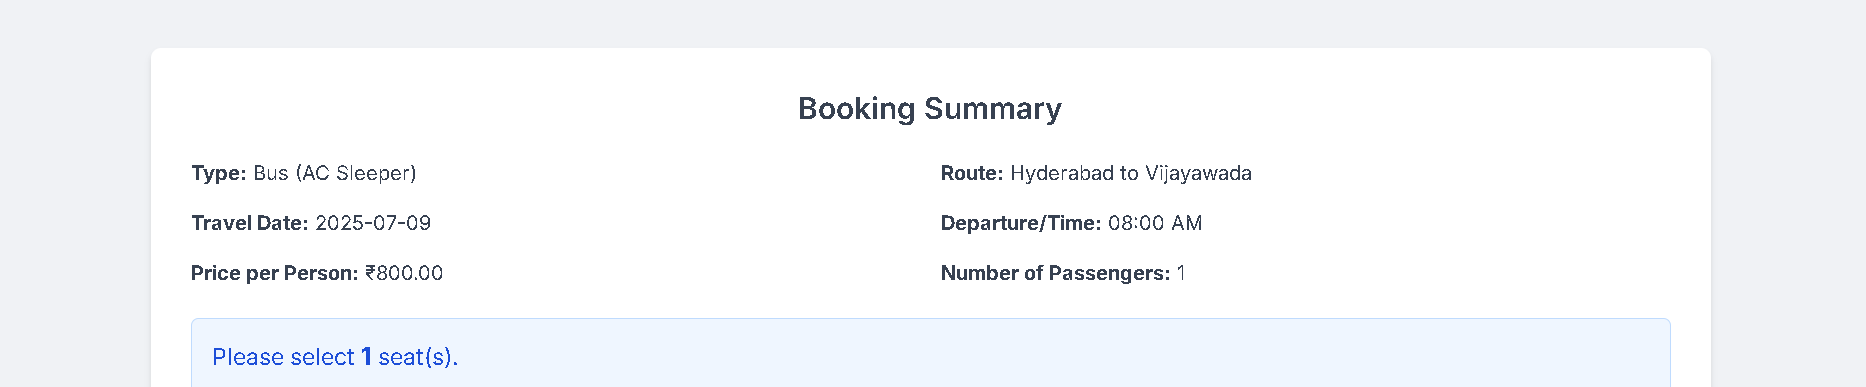 Booking Summary
Type: Bus (AC Sleeper)
Route: Hyderabad to Vijayawada
Travel Date: 2025-07-09
Departure/Time: 08:00 AM
Price per Person: ₹800.00
Number of Passengers: 1
Please select 1 seat(s).